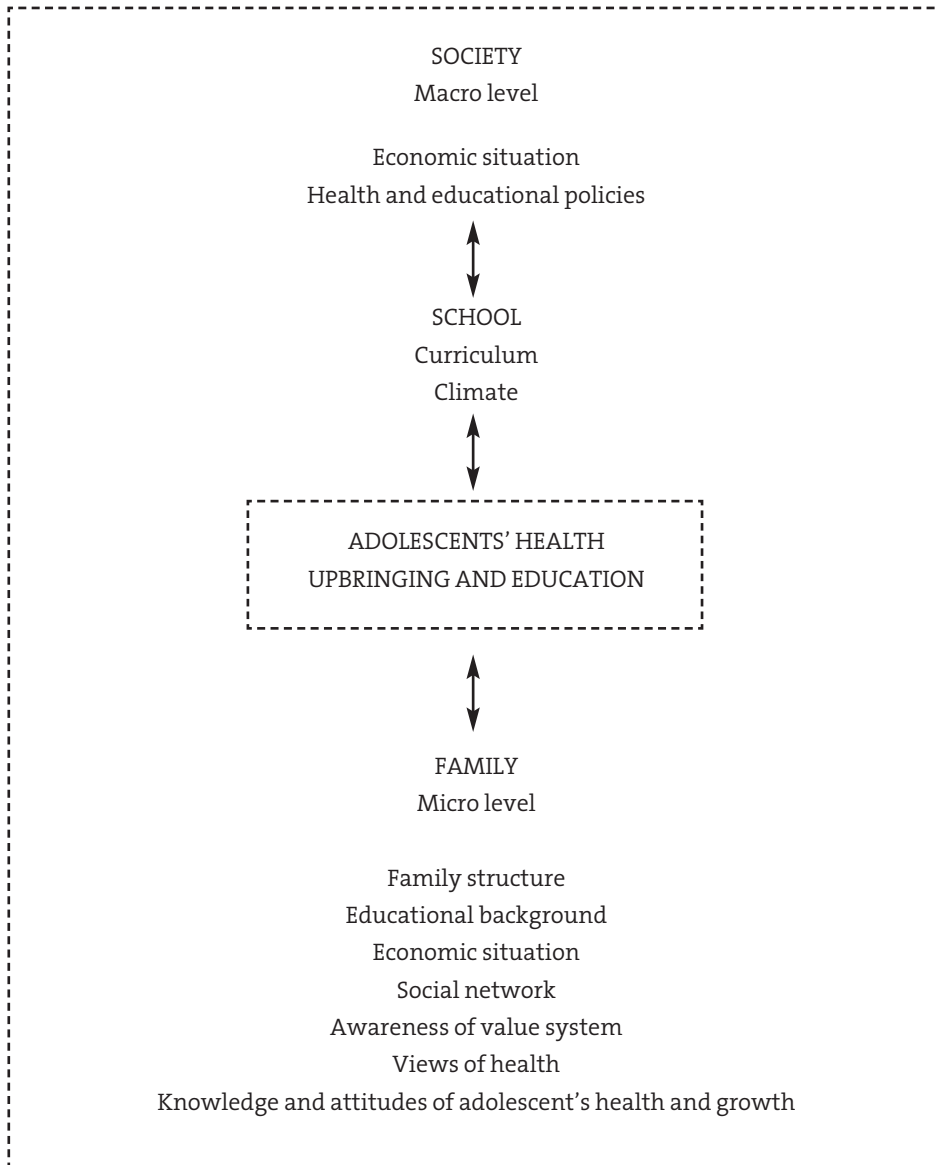 SOCIETY
Macro level
Economic situation
Health and educational policies
SCHOOL
Curriculum
Climate
ADOLESCENTS’ HEALTH
UPBRINGING AND EDUCATION
FAMILY
Micro level
Family structure
Educational background
Economic situation
Social network
Awareness of value system
Views of health
Knowledge and attitudes of adolescent’s health and growth